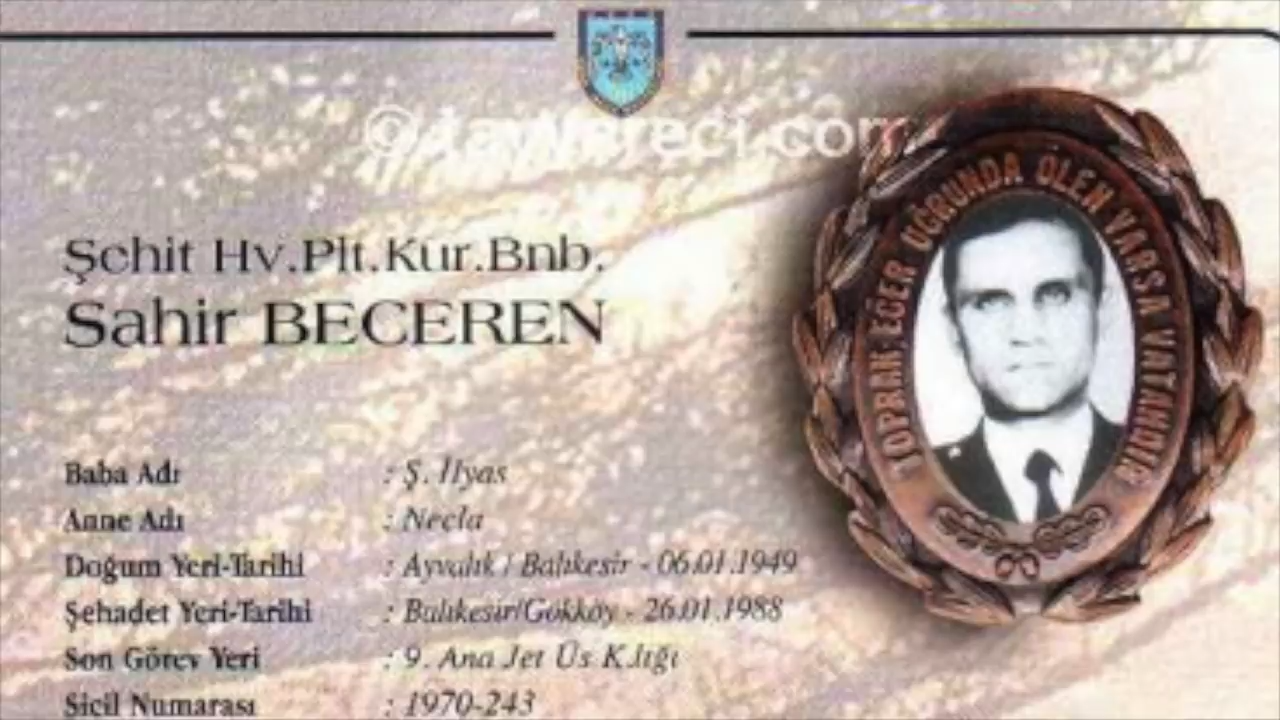 ©tayyareci.com
TOPRAK EĞER UĞRUNDA ÖLEN VARSA VATANDIR
Şehit Hv.Plt.Kur.Bnb.
Sahir BECEREN
Baba Adı : Ş. İlyas
Anne Adı : Necla
Doğum Yeri-Tarihi : Ayvalık / Balıkesir - 06.01.1949
Şehadet Yeri-Tarihi : Balıkesir/Gökköy - 26.01.1988
Son Görev Yeri : 9. Ana Jet Üs K.lığı
Sicil Numarası : 1970-243